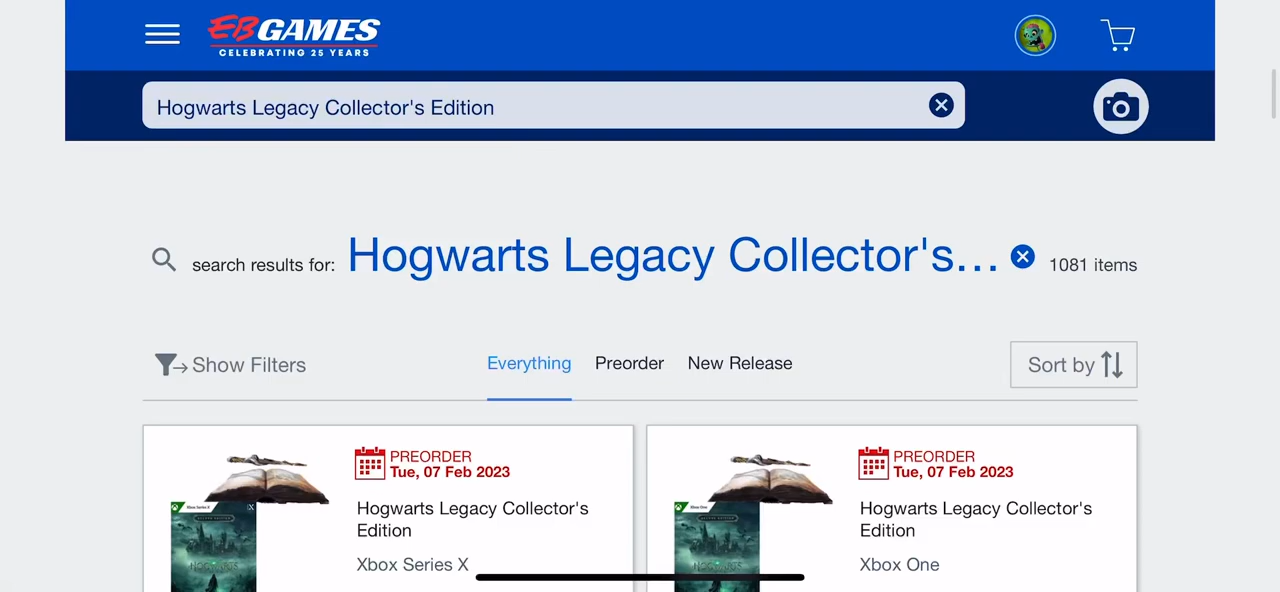 EB GAMES
CELEBRATING 25 YEARS
Hogwarts Legacy Collector's Edition
search results for: Hogwarts Legacy Collector's... 1081 items
Show Filters Everything Preorder New Release Sort by
PREORDER
Tue, 07 Feb 2023
Hogwarts Legacy Collector's
Edition
Xbox Series X
PREORDER
Tue, 07 Feb 2023
Hogwarts Legacy Collector's
Edition
Xbox One
HOGWARTS
HOGWARTS